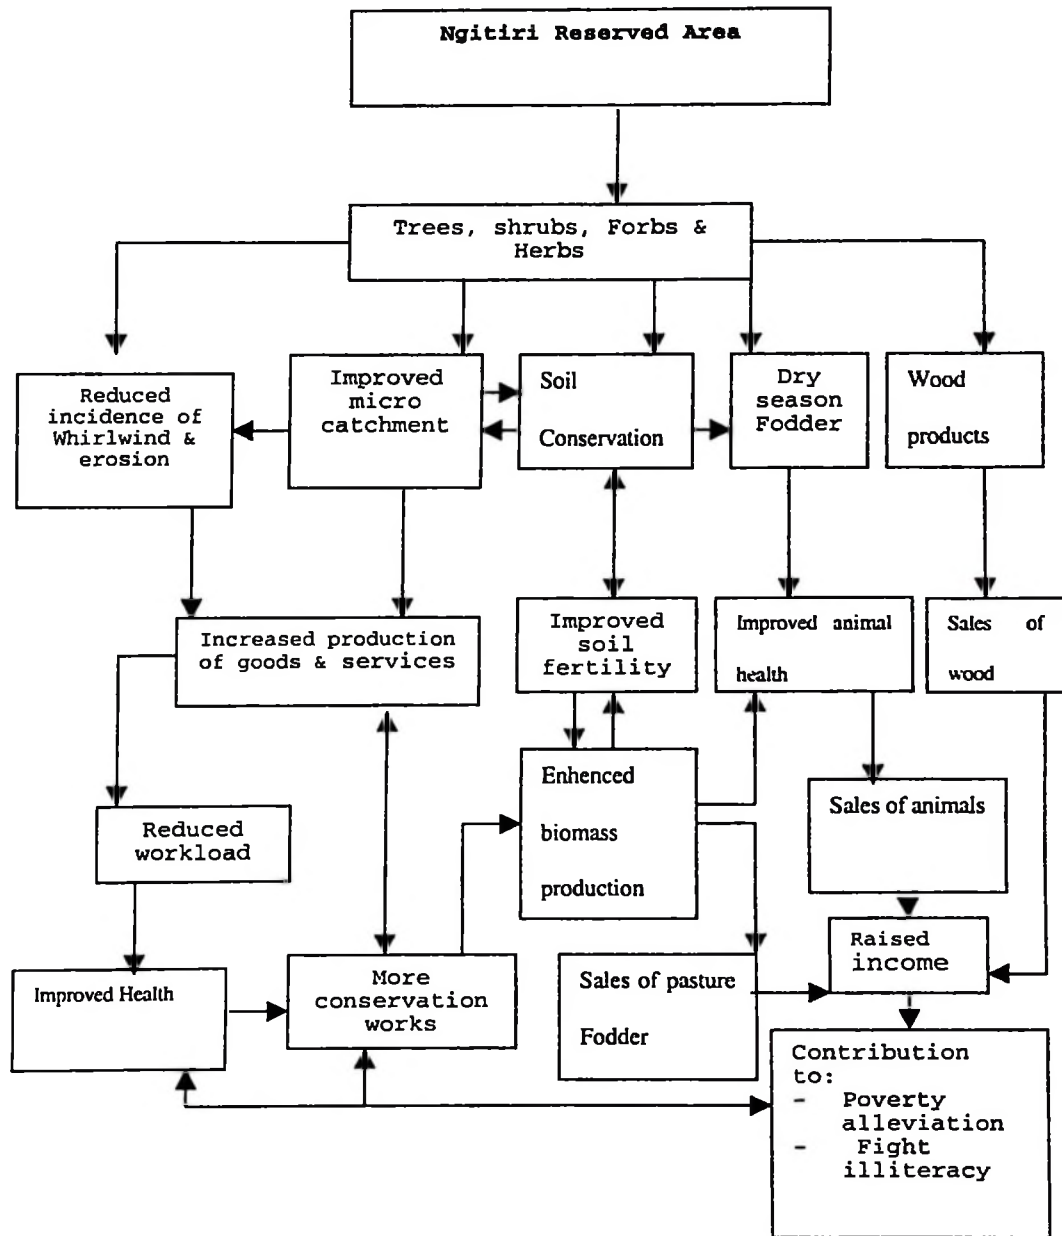 Ngitiri Reserved Area
Trees, shrubs, Forbs &
Herbs
Reduced
incidence of
Whirlwind &
erosion
Improved
micro
catchment
Soil
Conservation
Dry
season
Fodder
Wood
products
Increased production
of goods & services
Improved
soil
fertility
Improved animal
health
Sales of
wood
Reduced
workload
Enhenced
biomass
production
Sales of animals
Raised
income
Improved Health
More
conservation
works
Sales of pasture
Fodder
Contribution
to:
- Poverty
alleviation
- Fight
illiteracy